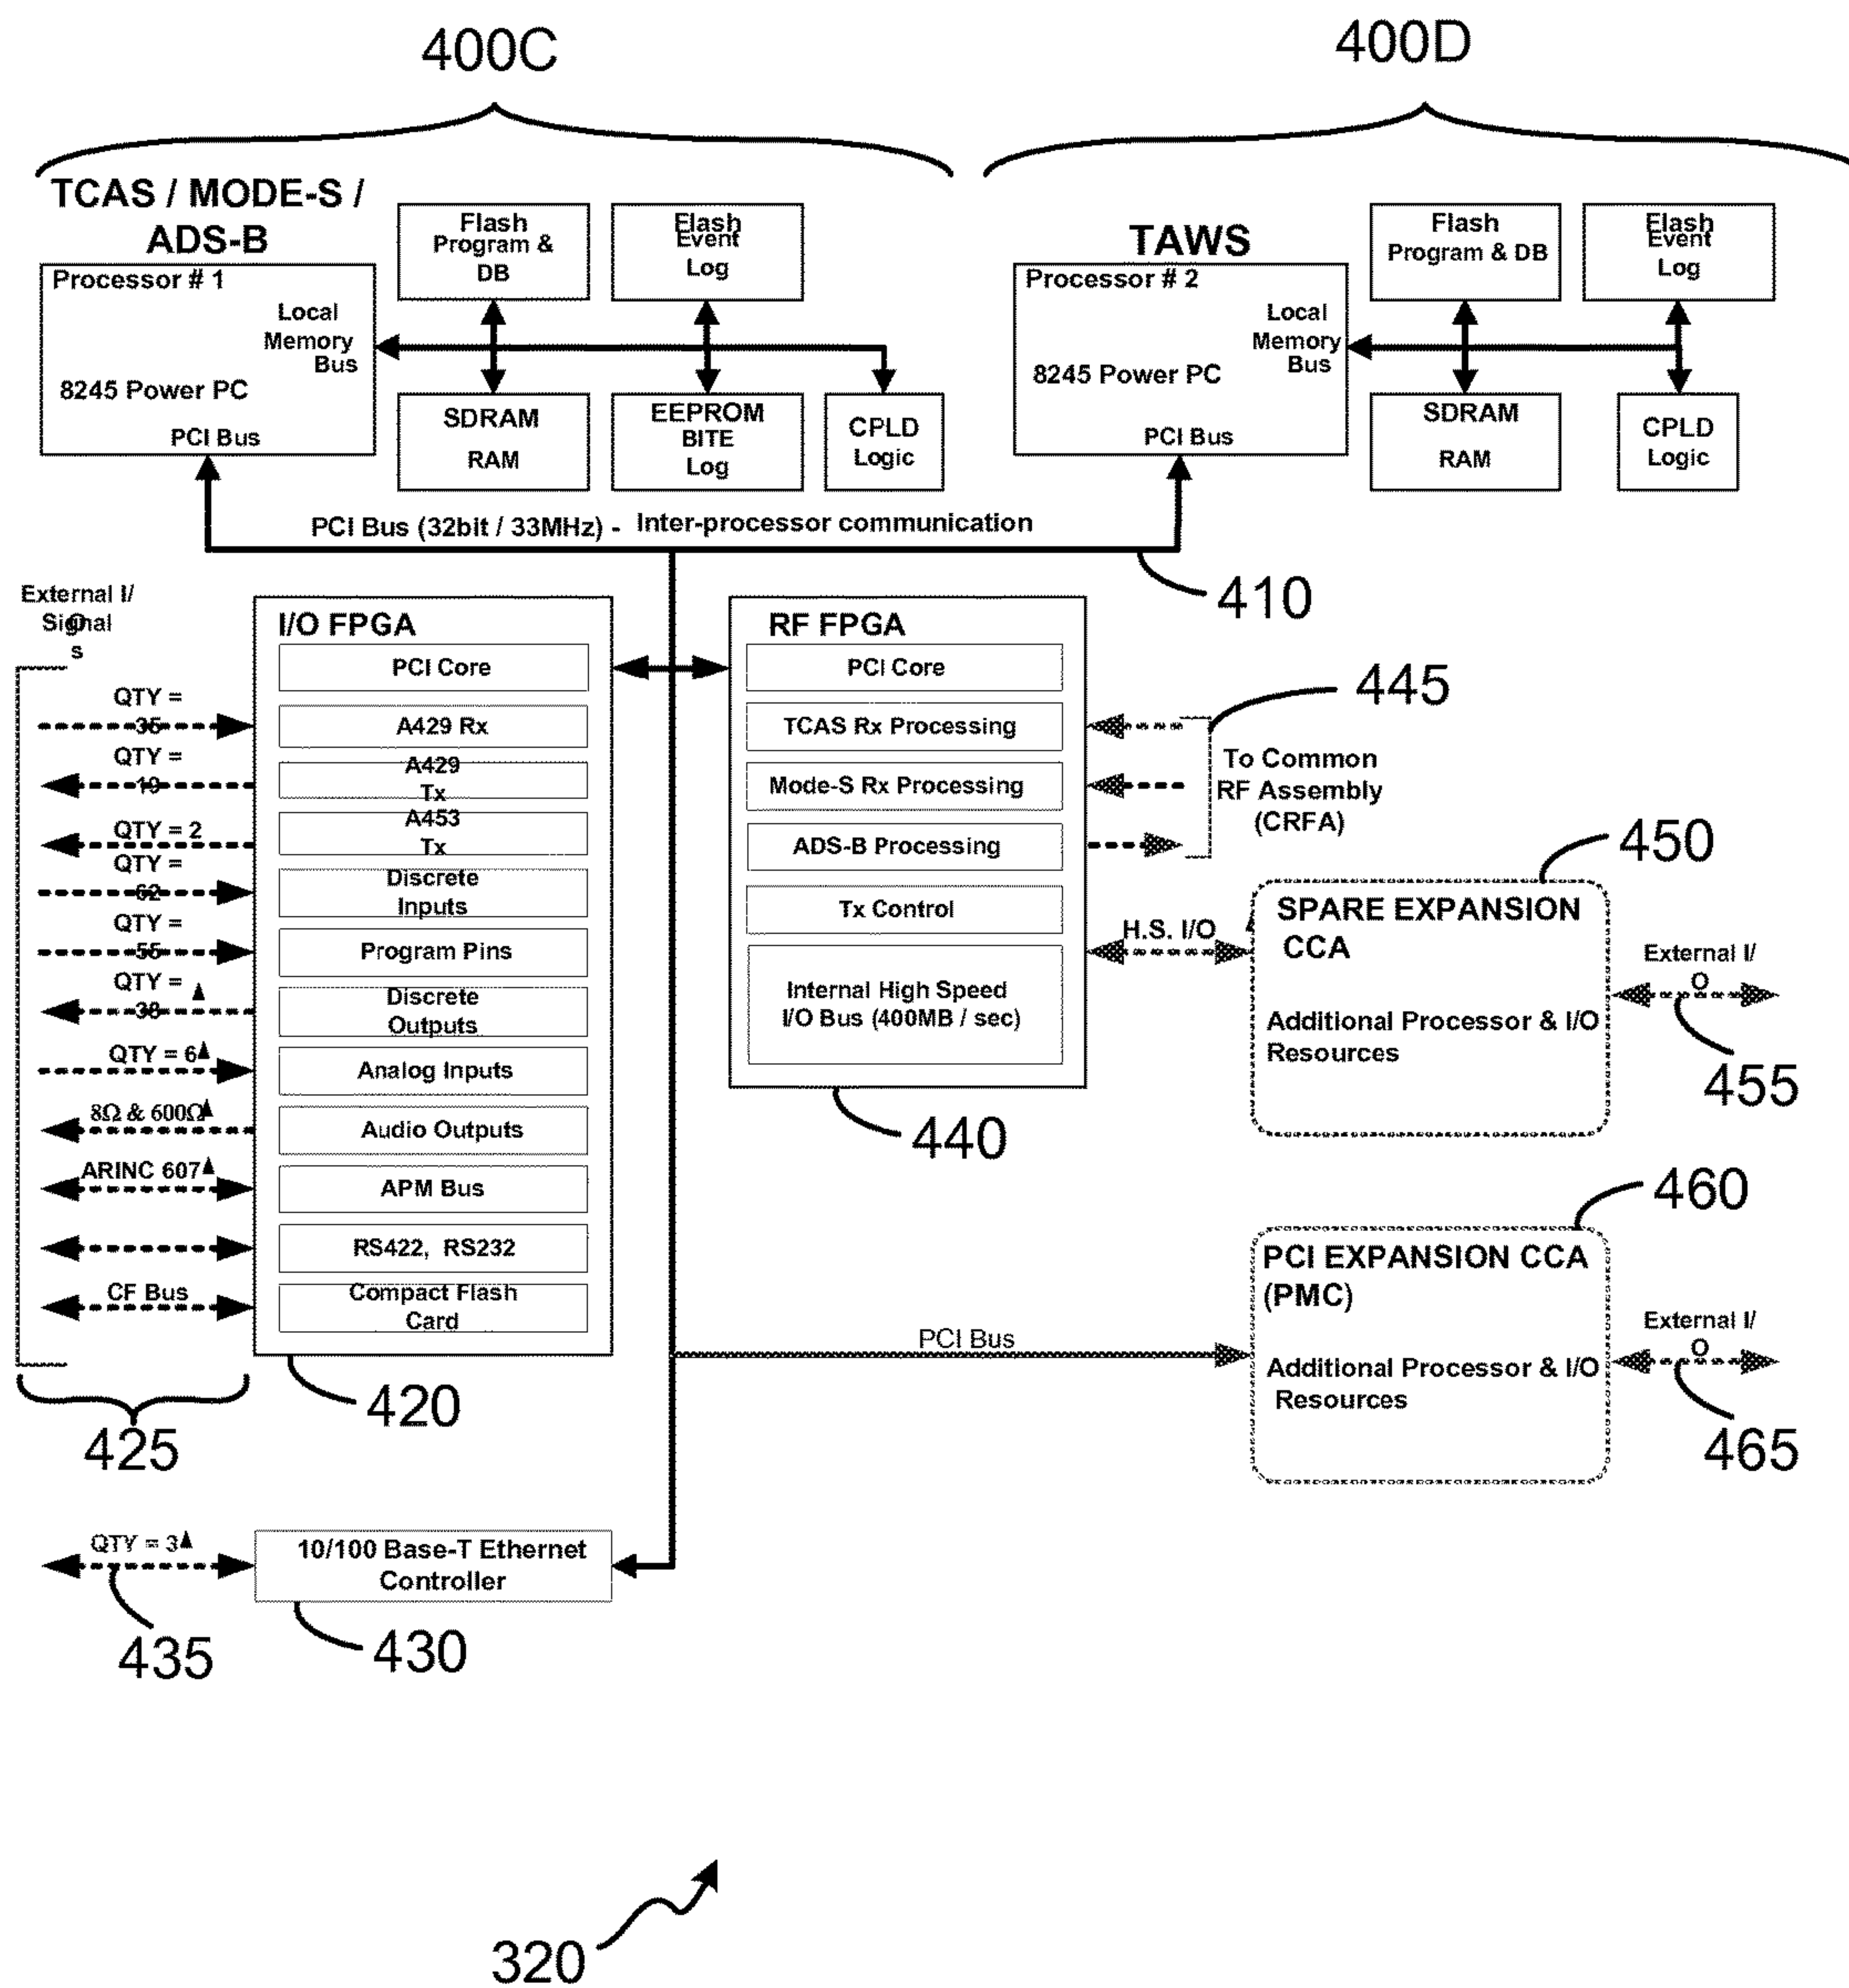 400C
400D
TCAS / MODE-S /
ADS-B
Processor # 1
Local
Memory
Bus
8245 Power PC
PCI Bus
Flash
Program &
DB
Flash
Event
Log
SDRAM
RAM
EEPROM
BITE
Log
CPLD
Logic
TAWS
Processor # 2
Local
Memory
Bus
8245 Power PC
PCI Bus
Flash
Program & DB
Flash
Event
Log
SDRAM
RAM
CPLD
Logic
PCI Bus (32bit / 33MHz) - Inter-processor communication
410
External I/
O
Signal
s
QTY =
35
QTY =
19
QTY = 2
QTY =
62
QTY =
55
QTY =
38
QTY = 6
8Ω & 600Ω
ARINC 607
CF Bus
425
I/O FPGA
PCI Core
A429 Rx
A429
Tx
A453
Tx
Discrete
Inputs
Program Pins
Discrete
Outputs
Analog Inputs
Audio Outputs
APM Bus
RS422, RS232
Compact Flash
Card
420
RF FPGA
PCI Core
TCAS Rx Processing
Mode-S Rx Processing
ADS-B Processing
Tx Control
Internal High Speed
I/O Bus (400MB / sec)
440
445
To Common
RF Assembly
(CRFA)
H.S. I/O
450
SPARE EXPANSION
CCA
Additional Processor & I/O
Resources
External I/
O
455
460
PCI Bus
PCI EXPANSION CCA
(PMC)
Additional Processor & I/O
Resources
External I/
O
465
QTY = 3
10/100 Base-T Ethernet
Controller
435
430
320